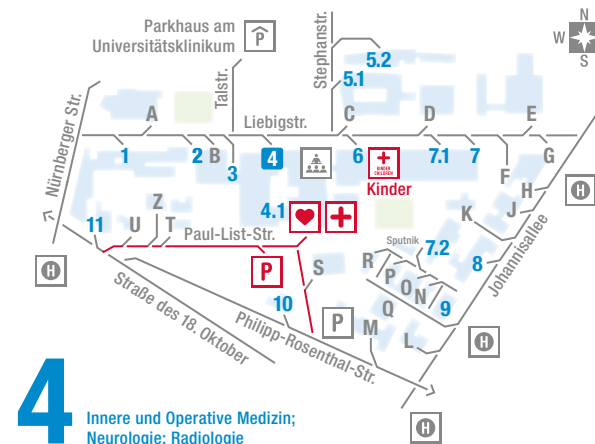 Parkhaus am
Universitätsklinikum
P
N
W
S
Nürnberger Str.
Talstr.
Stephanstr.
5.2
5.1
A
Liebigstr.
C
D
E
1
2
B
3
4
6
KINDER
CHILDREN
Kinder
7.1
7
F
G
H
H
J
K
Johannisallee
4.1
11
U
Z
T
Paul-List-Str.
P
S
Sputnik
7.2
R
P
O
N
Q
8
9
H
Straße des 18. Oktober
10
Philipp-Rosenthal-Str.
P
M
L
H
H
4
Innere und Operative Medizin;
Neurologie; Radiologie